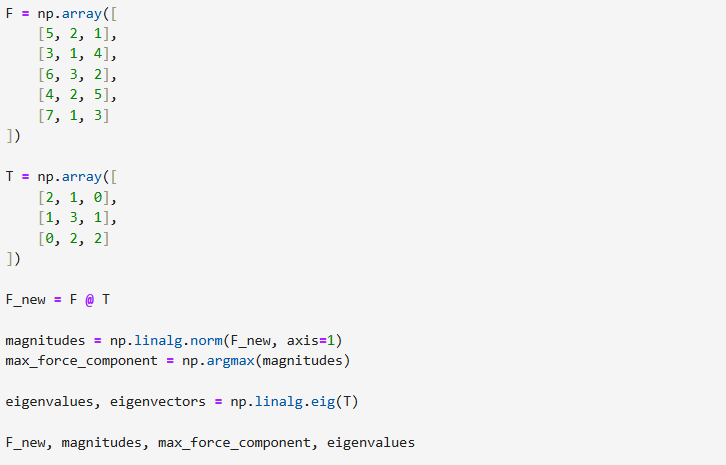 F = np.array([
    [5, 2, 1],
    [3, 1, 4],
    [6, 3, 2],
    [4, 2, 5],
    [7, 1, 3]
])

T = np.array([
    [2, 1, 0],
    [1, 3, 1],
    [0, 2, 2]
])

F_new = F @ T

magnitudes = np.linalg.norm(F_new, axis=1)
max_force_component = np.argmax(magnitudes)

eigenvalues, eigenvectors = np.linalg.eig(T)

F_new, magnitudes, max_force_component, eigenvalues